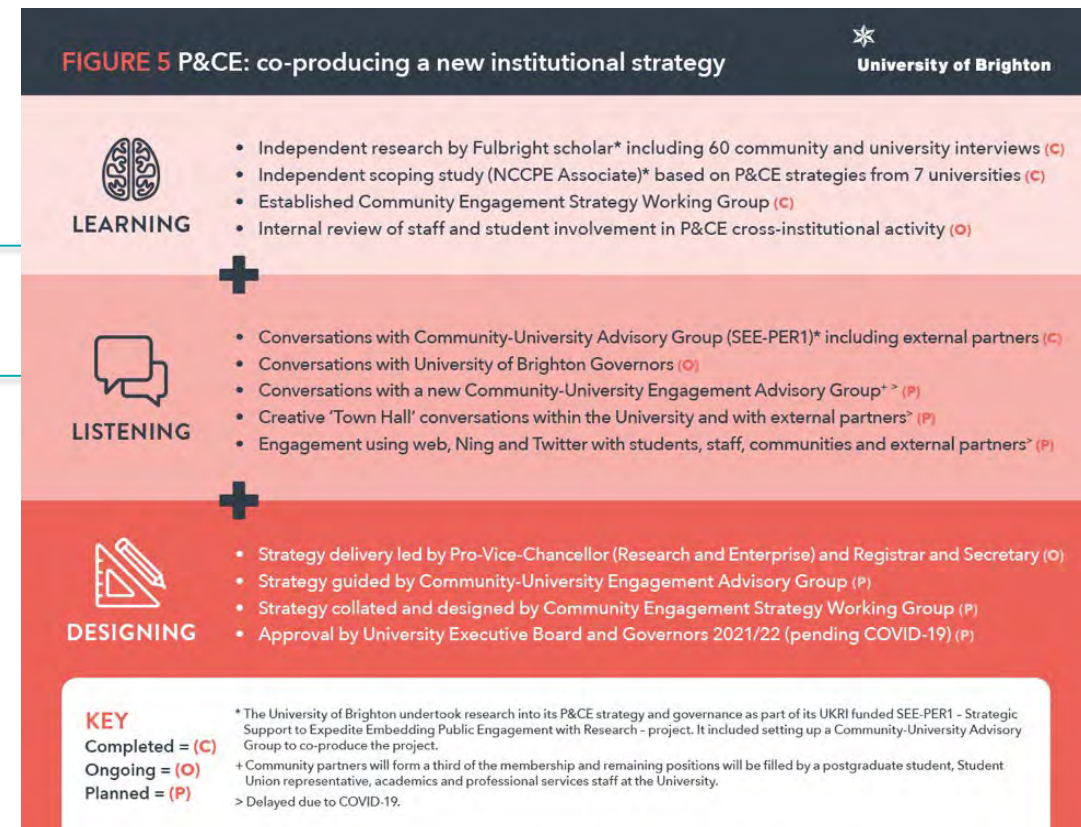 FIGURE 5 P&CE: co-producing a new institutional strategy
University of Brighton
LEARNING
• Independent research by Fulbright scholar* including 60 community and university interviews (C)
• Independent scoping study (NCCPE Associate)* based on P&CE strategies from 7 universities (C)
• Established Community Engagement Strategy Working Group (C)
• Internal review of staff and student involvement in P&CE cross-institutional activity (O)
LISTENING
• Conversations with Community-University Advisory Group (SEE-PER1)* including external partners (C)
• Conversations with University of Brighton Governors (O)
• Conversations with a new Community-University Engagement Advisory Group+ > (P)
• Creative ‘Town Hall’ conversations within the University and with external partners> (P)
• Engagement using web, Ning and Twitter with students, staff, communities and external partners> (P)
DESIGNING
• Strategy delivery led by Pro-Vice-Chancellor (Research and Enterprise) and Registrar and Secretary (O)
• Strategy guided by Community-University Engagement Advisory Group (P)
• Strategy collated and designed by Community Engagement Strategy Working Group (P)
• Approval by University Executive Board and Governors 2021/22 (pending COVID-19) (P)
KEY
Completed = (C)
Ongoing = (O)
Planned = (P)
* The University of Brighton undertook research into its P&CE strategy and governance as part of its UKRI funded SEE-PER1 – Strategic
Support to Expedite Embedding Public Engagement with Research – project. It included setting up a Community-University Advisory
Group to co-produce the project.
+ Community partners will form a third of the membership and remaining positions will be filled by a postgraduate student, Student
Union representative, academics and professional services staff at the University.
> Delayed due to COVID-19.